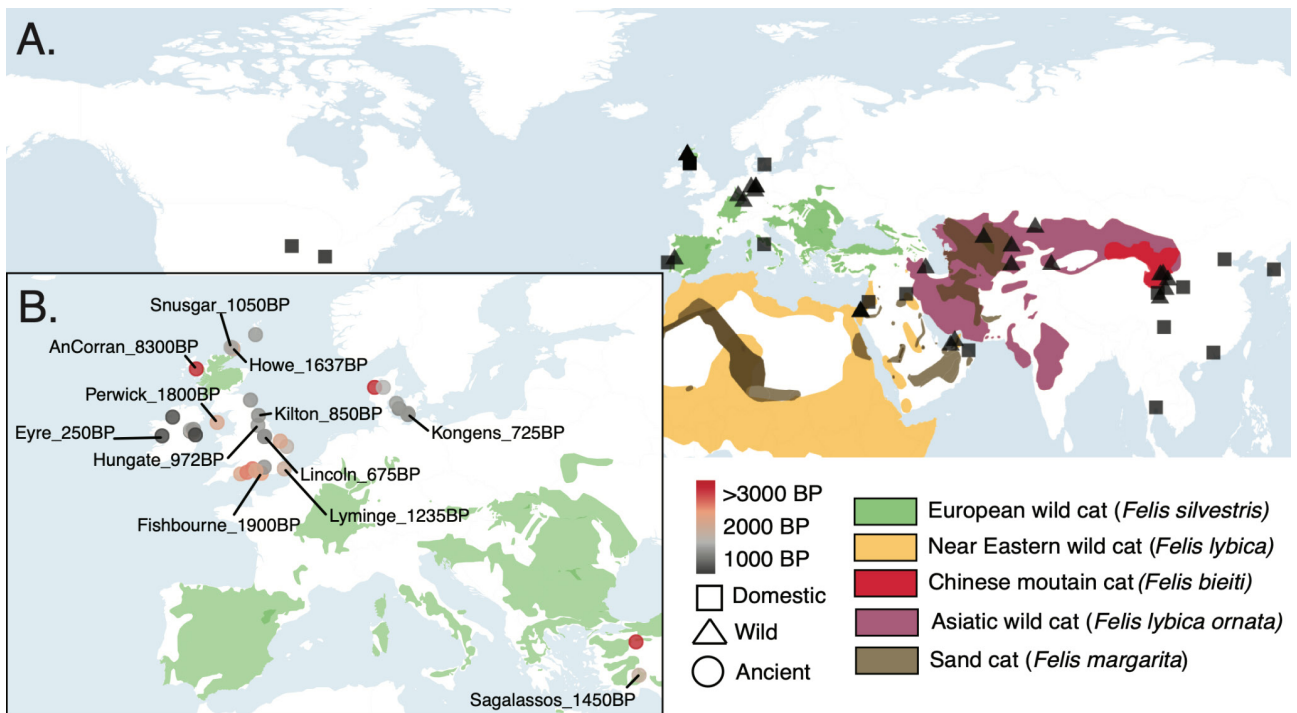 A.
B.
Snusgar_1050BP
AnCorran_8300BP
Howe_1637BP
Perwick_1800BP
Kilton_850BP
Eyre_250BP
Kongens_725BP
Hungate_972BP
Lincoln_675BP
Fishbourne_1900BP
Lyminge_1235BP
Sagalassos_1450BP
>3000 BP
2000 BP
1000 BP
Domestic
Wild
Ancient
European wild cat (Felis silvestris)
Near Eastern wild cat (Felis lybica)
Chinese moutain cat (Felis bieiti)
Asiatic wild cat (Felis lybica ornata)
Sand cat (Felis margarita)